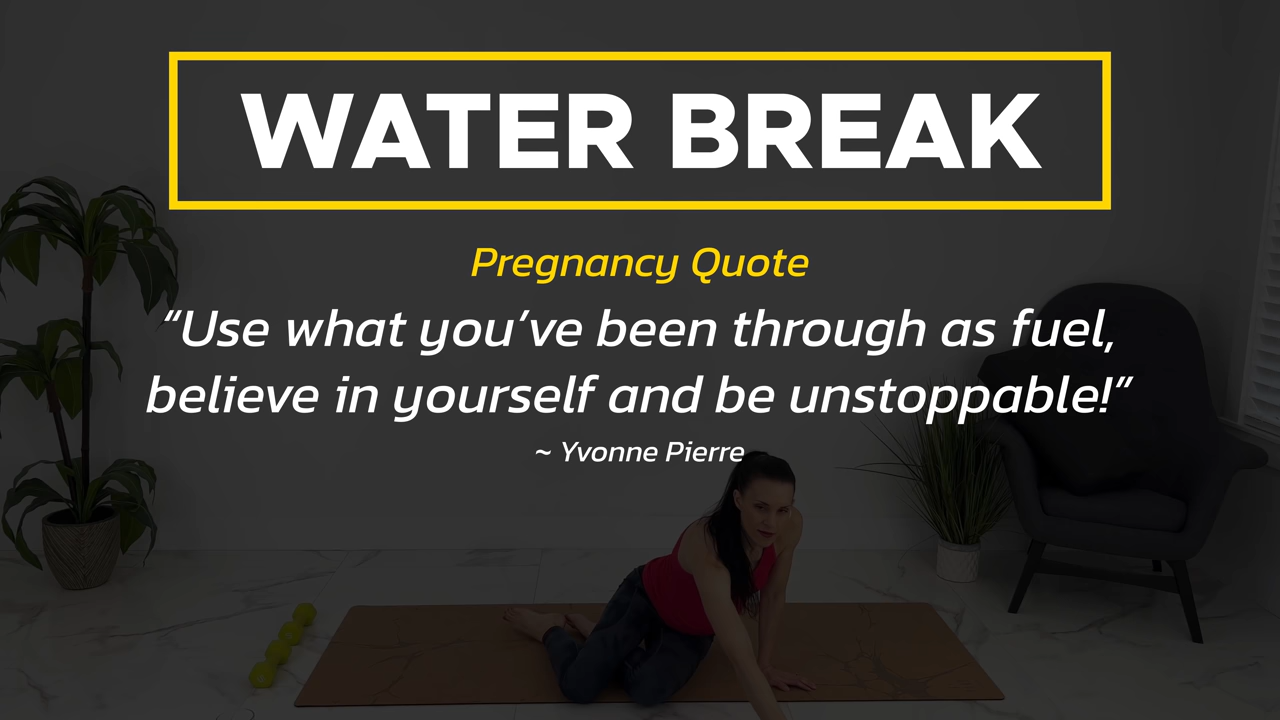 WATER BREAK
Pregnancy Quote
“Use what you’ve been through as fuel,
believe in yourself and be unstoppable!”
~ Yvonne Pierre